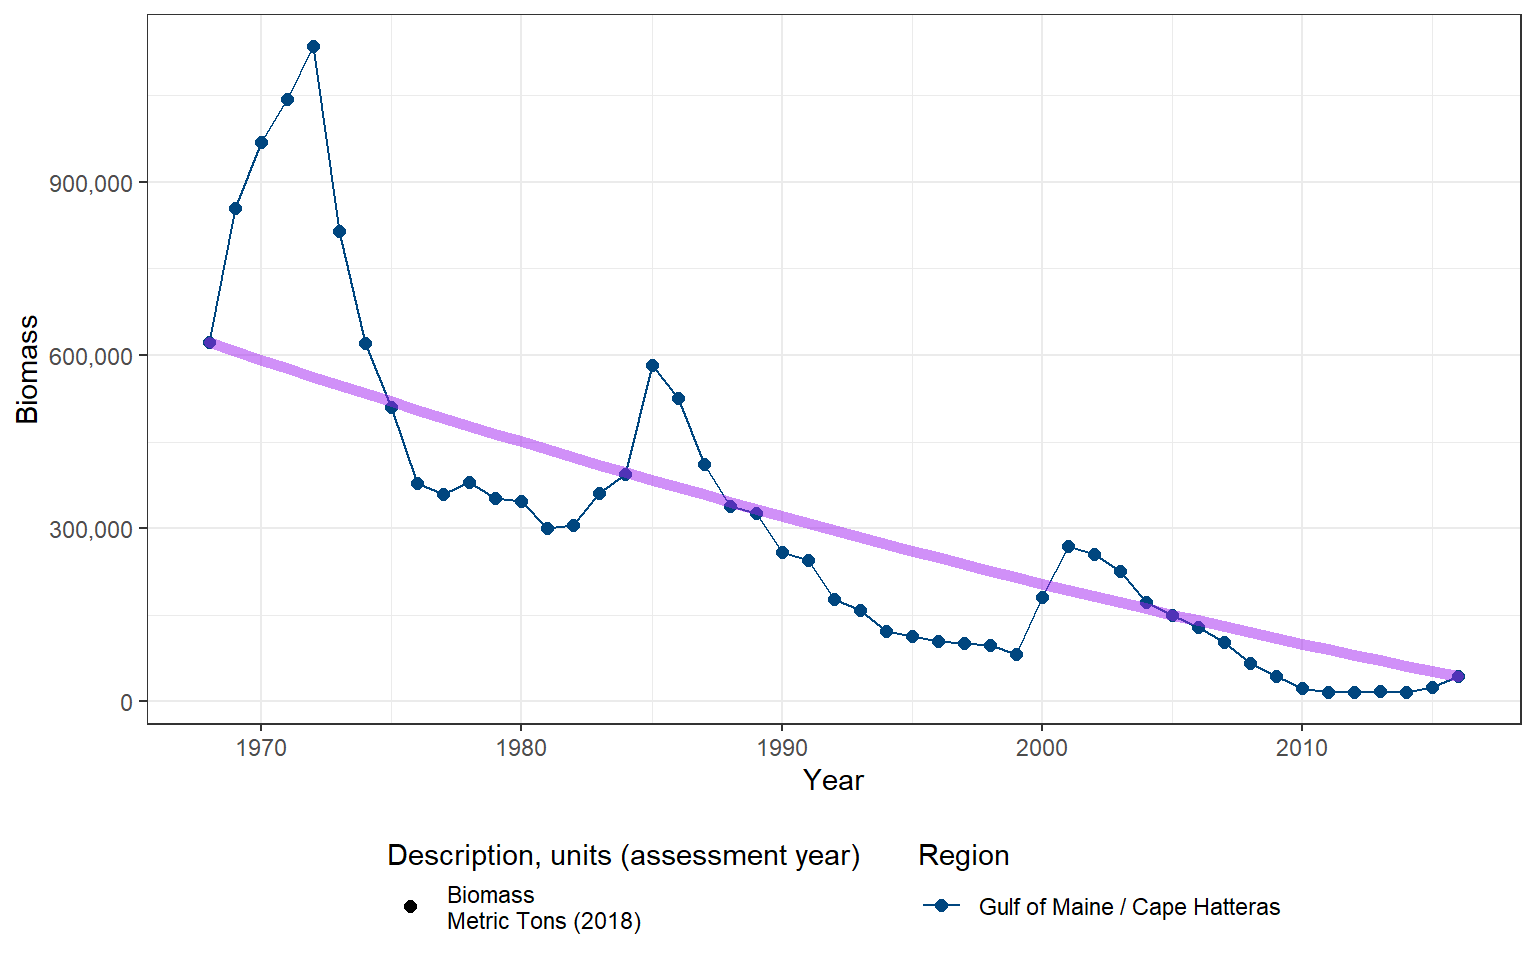 900,000
600,000
300,000
0
Biomass
1970 1980 1990 2000 2010
Year
Description, units (assessment year)
Biomass
Metric Tons (2018)
Region
Gulf of Maine / Cape Hatteras